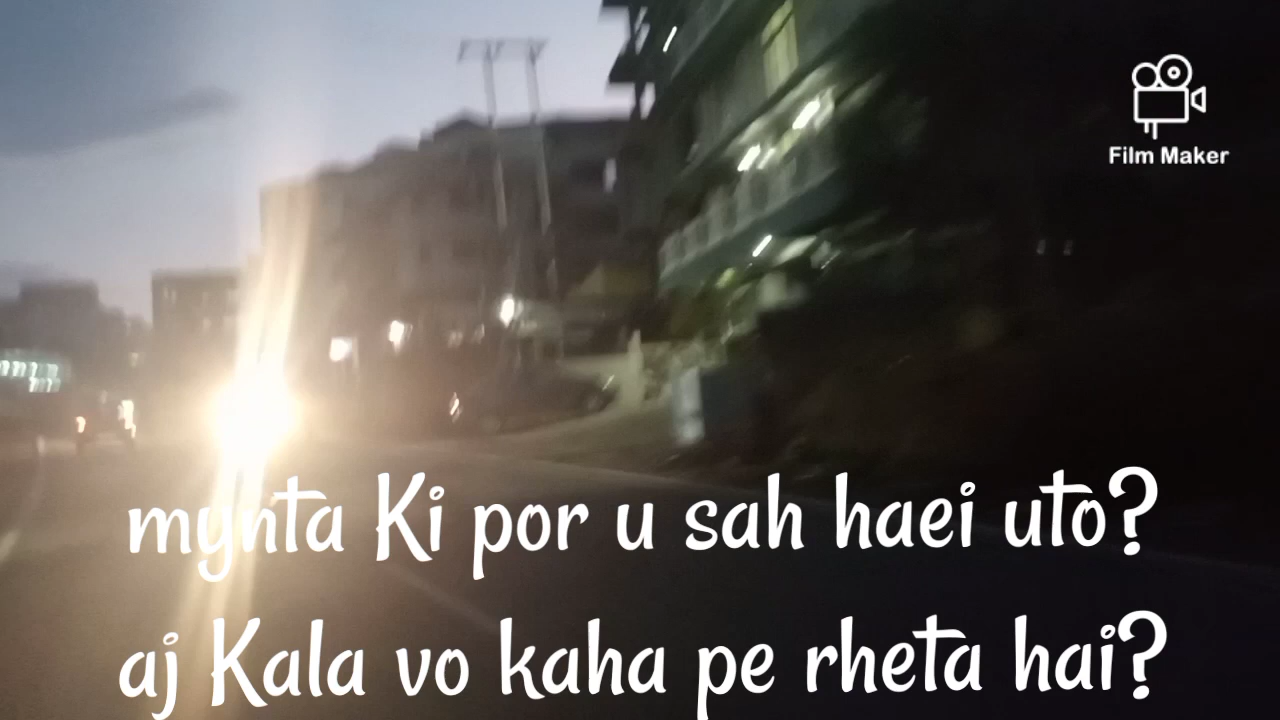 Film Maker
mynta Ki por u sah haei uto?
aj Kala vo kaha pe rheta hai?